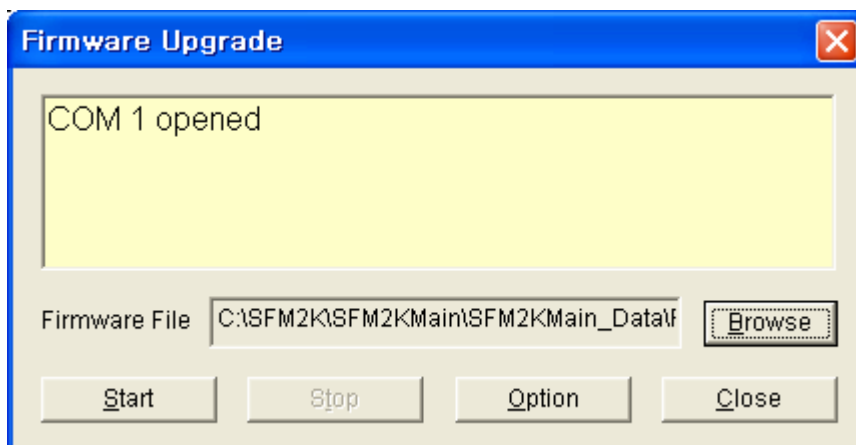 Firmware Upgrade
COM 1 opened
Firmware File C:\SFM2K\SFM2KMain\SFM2KMain_Data\F Browse
Start Stop Option Close